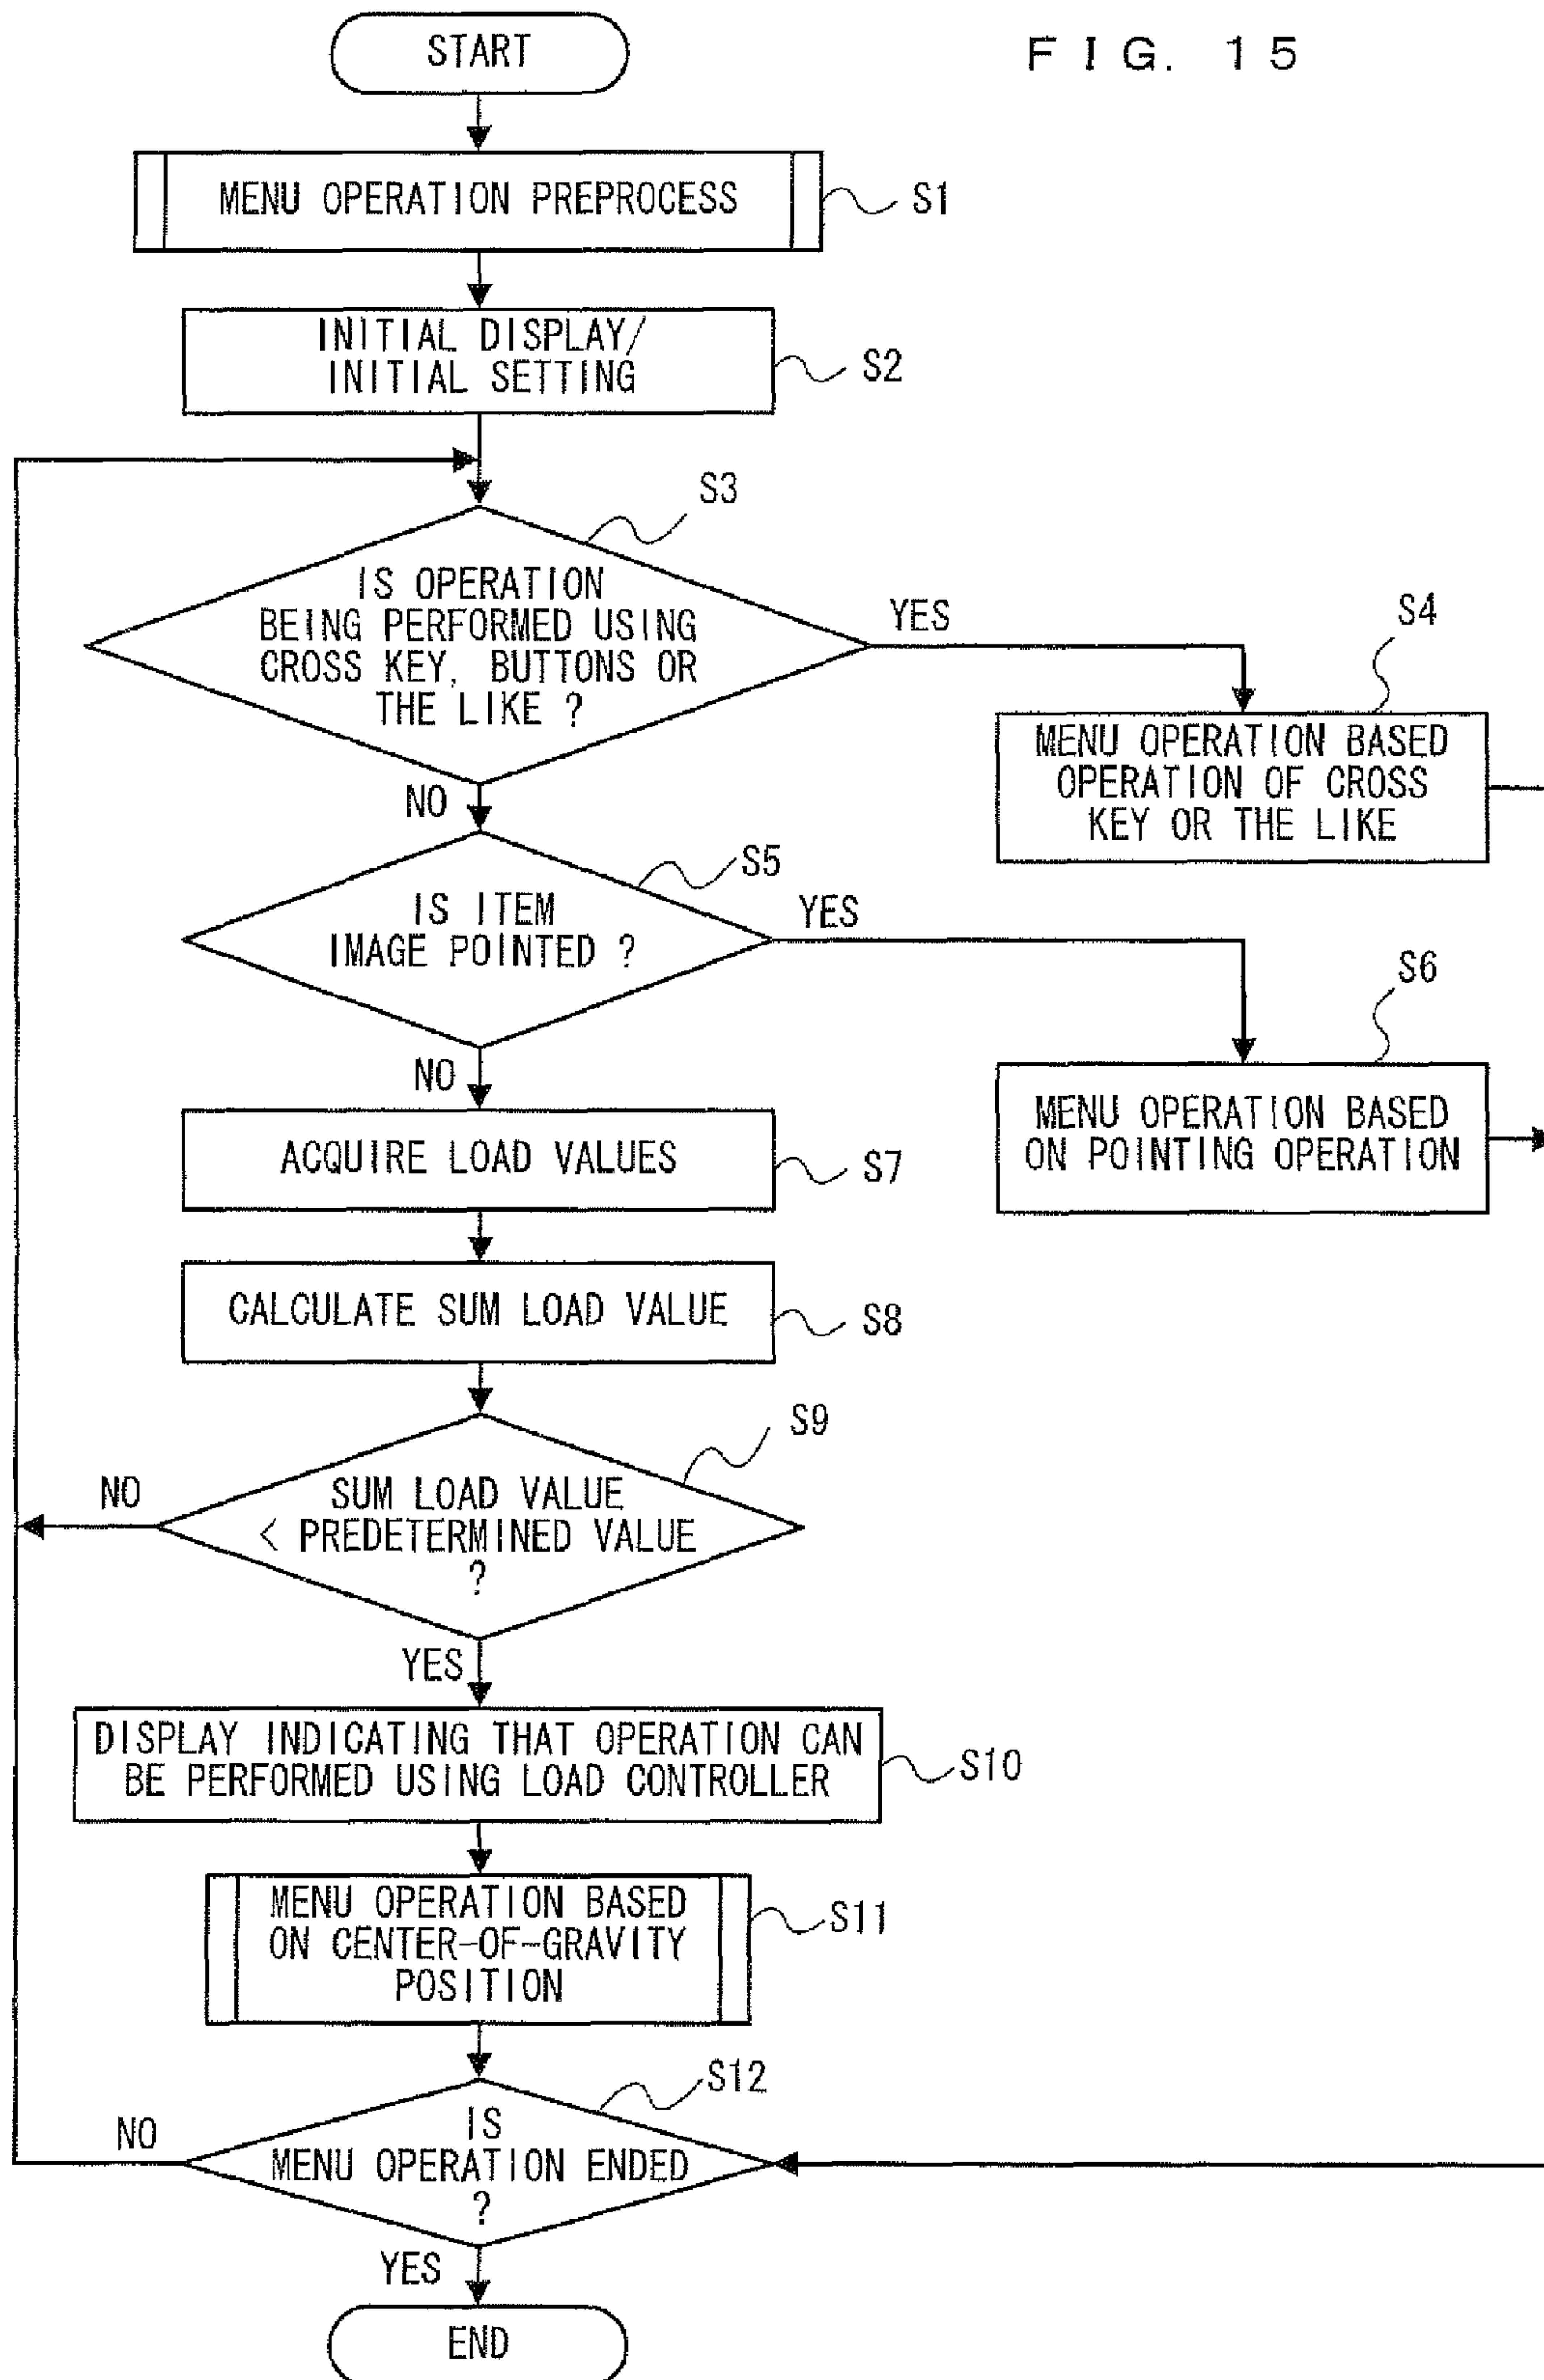 START
F I G. 1 5
MENU OPERATION PREPROCESS
S1
INITIAL DISPLAY/
INITIAL SETTING
S2
S3
IS OPERATION
BEING PERFORMED USING
CROSS KEY, BUTTONS OR
THE LIKE ?
YES
S4
MENU OPERATION BASED
OPERATION OF CROSS
KEY OR THE LIKE
NO
S5
IS ITEM
IMAGE POINTED ?
YES
S6
MENU OPERATION BASED
ON POINTING OPERATION
NO
ACQUIRE LOAD VALUES
S7
CALCULATE SUM LOAD VALUE
S8
S9
NO
SUM LOAD VALUE
< PREDETERMINED VALUE
?
YES
DISPLAY INDICATING THAT OPERATION CAN
BE PERFORMED USING LOAD CONTROLLER
S10
MENU OPERATION BASED
ON CENTER-OF-GRAVITY
POSITION
S11
S12
NO
IS
MENU OPERATION ENDED
?
YES
END